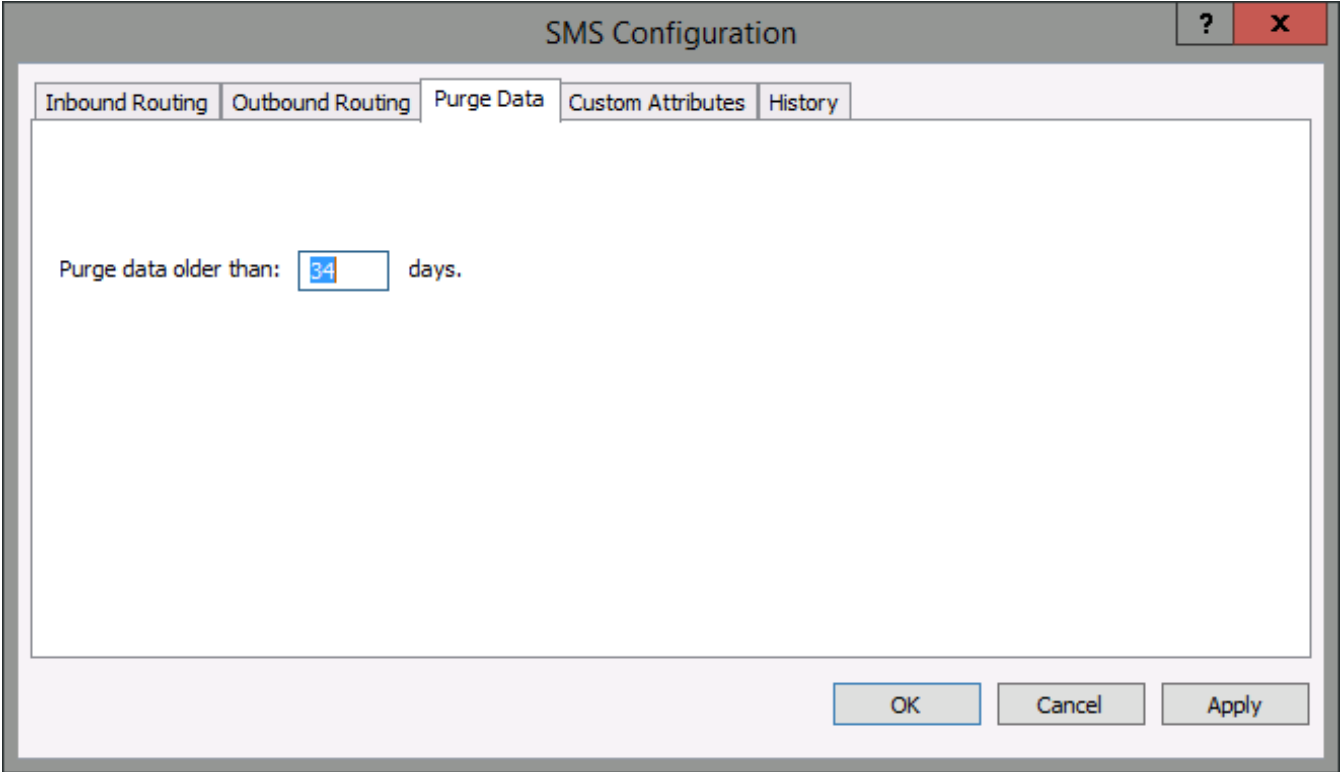 SMS Configuration
? x
Inbound Routing Outbound Routing Purge Data Custom Attributes History
Purge data older than: 34 days.
OK Cancel Apply